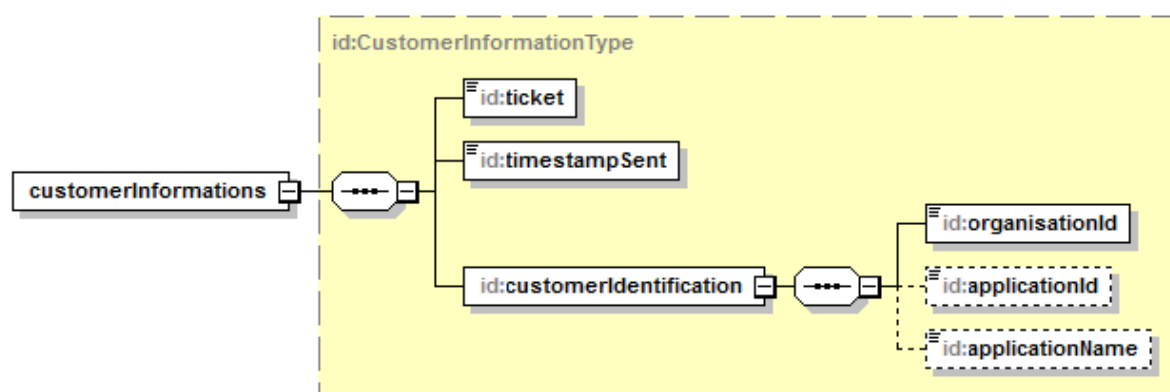 id:CustomerInformationType
id:ticket
id:timestampSent
customerInformations
id:organisationId
id:customerIdentification
id:applicationId
id:applicationName